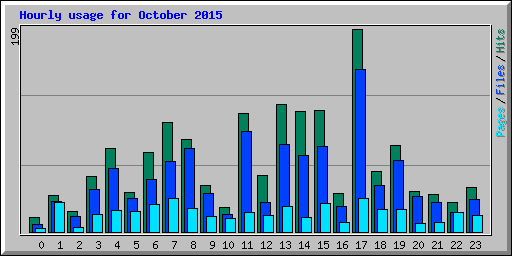 Hourly usage for October 2015
199
Pages / Files / Hits
0 1 2 3 4 5 6 7 8 9 10 11 12 13 14 15 16 17 18 19 20 21 22 23